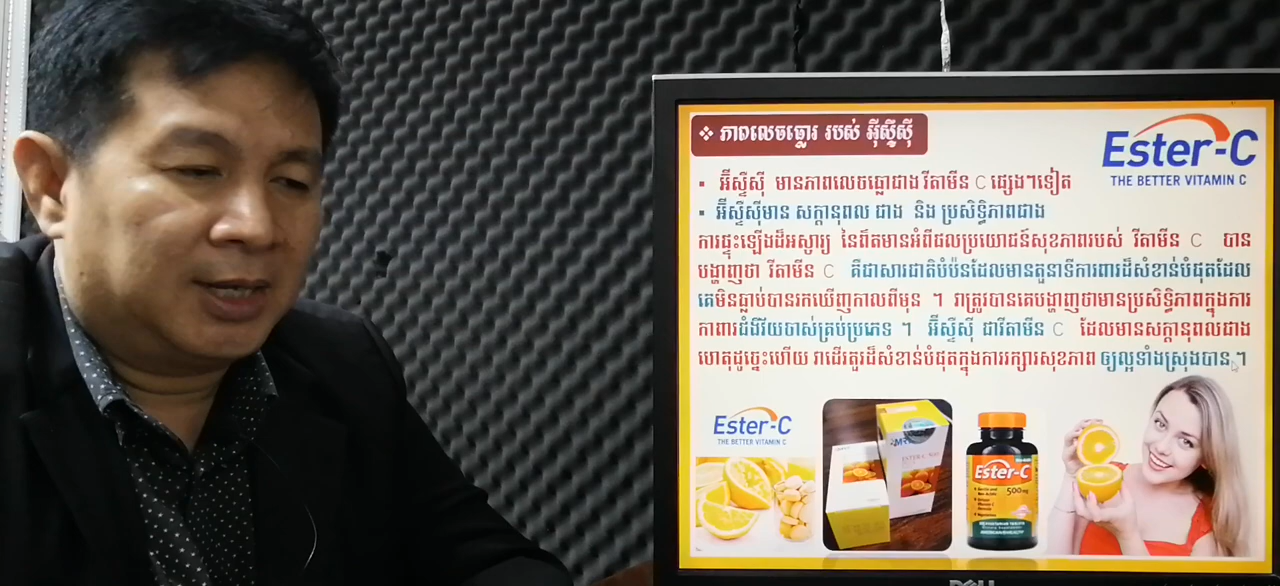 ❖ ភាពលេចធ្លោរ របស់ អ៊ីស្ទឺស៊ី
Ester-C
THE BETTER VITAMIN C
▪ អ៊ីស្ទឺស៊ី មានភាពលេចធ្លោជាង វីតាមីន C ផ្សេងៗទៀត
▪ អ៊ីស្ទឺស៊ីមាន សក្តានុពល ជាង និង ប្រសិទ្ធិភាពជាង
ការផ្ទុះឡើងដ៏អស្ចារ្យ នៃព័តមានអំពីផលប្រយោជន៍សុខភាពរបស់ វីតាមីន C បាន
បង្ហាញថា វីតាមីន C គឺជាសារជាតិបំប៉នដែលមានតួនាទីការពារដ៏សំខាន់បំផុតដែល
គេមិនធ្លាប់បានរកឃើញកាលពីមុន ។ វាត្រូវបានគេបង្ហាញថាមានប្រសិទ្ធិភាពក្នុងការ
កាពារជំងឺវ័យចាស់គ្រប់ប្រភេទ ។ អ៊ីស្ទឺស៊ី ជាវីតាមីន C ដែលមានសក្តានុពលជាង
ហេតុដូច្នេះហើយ វាដើរតួរដ៏សំខាន់បំផុតក្នុងការរក្សារសុខភាព ឲ្យល្អទាំងស្រុងបាន ។
Ester-C
THE BETTER VITAMIN C
Ester-C
500mg
DELL